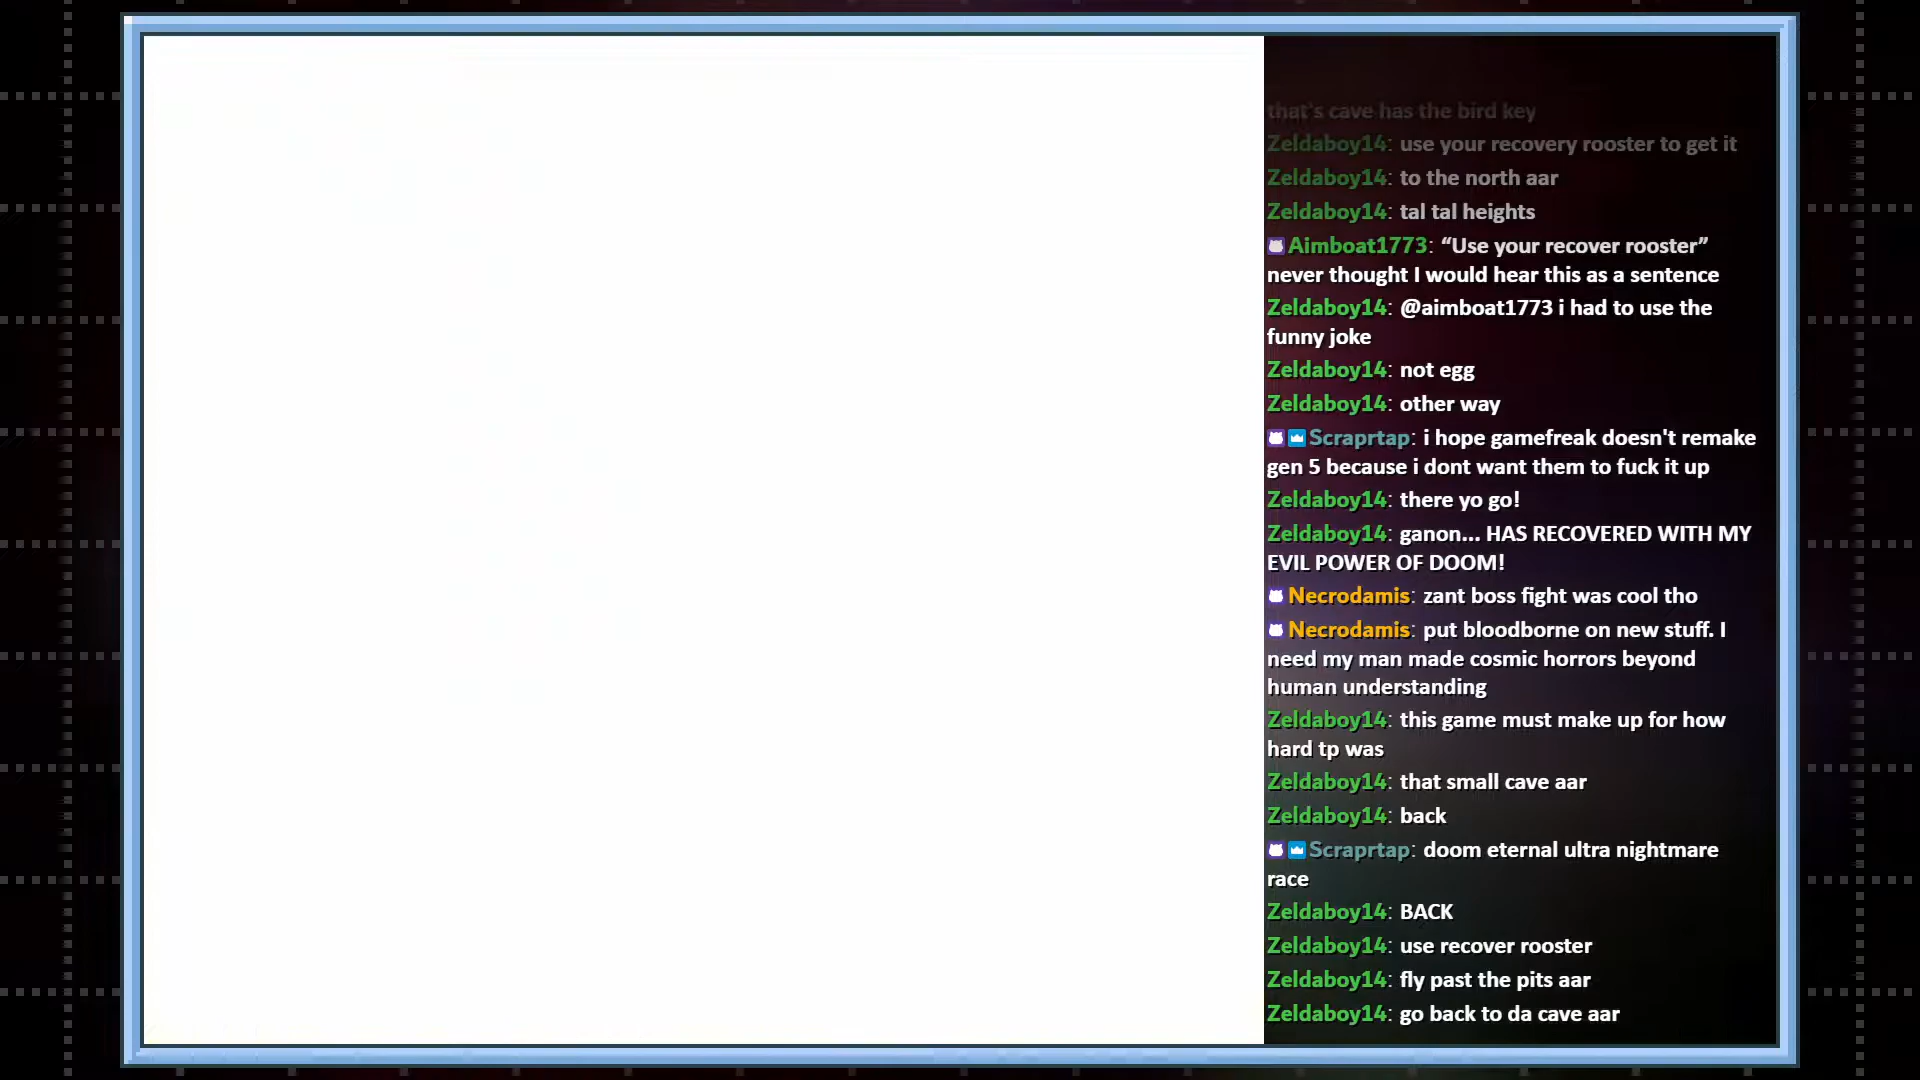 that's cave has the bird key
Zeldaboy14: use your recovery rooster to get it
Zeldaboy14: to the north aar
Zeldaboy14: tal tal heights
Aimboat1773: “Use your recover rooster”
never thought I would hear this as a sentence
Zeldaboy14: @aimboat1773 i had to use the
funny joke
Zeldaboy14: not egg
Zeldaboy14: other way
Scraprtap: i hope gamefreak doesn't remake
gen 5 because i dont want them to fuck it up
Zeldaboy14: there yo go!
Zeldaboy14: ganon... HAS RECOVERED WITH MY
EVIL POWER OF DOOM!
Necrodamis: zant boss fight was cool tho
Necrodamis: put bloodborne on new stuff. I
need my man made cosmic horrors beyond
human understanding
Zeldaboy14: this game must make up for how
hard tp was
Zeldaboy14: that small cave aar
Zeldaboy14: back
Scraprtap: doom eternal ultra nightmare
race
Zeldaboy14: BACK
Zeldaboy14: use recover rooster
Zeldaboy14: fly past the pits aar
Zeldaboy14: go back to da cave aar